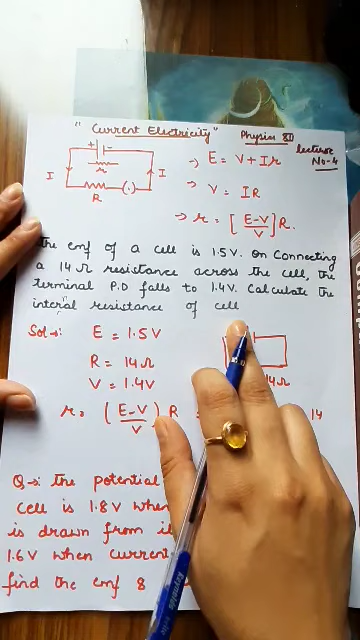 "Current Electricity" Physics XII
lecture No-4
+ -
r
I I
R
→ E = V + Ir
→ V = IR
→ r = [E-V/V] R.
the emf of a cell is 1.5V. On Connecting
a 14Ω resistance across the cell, the
terminal P.D falls to 1.4V. Calculate the
interal resistance of cell
Sol →: E = 1.5V
R = 14Ω
V = 1.4V
14Ω
r = (E-V/V) R = 14
Q→: the potential
cell is 1.8V when
is drawn from
1.6V when current
find the emf &